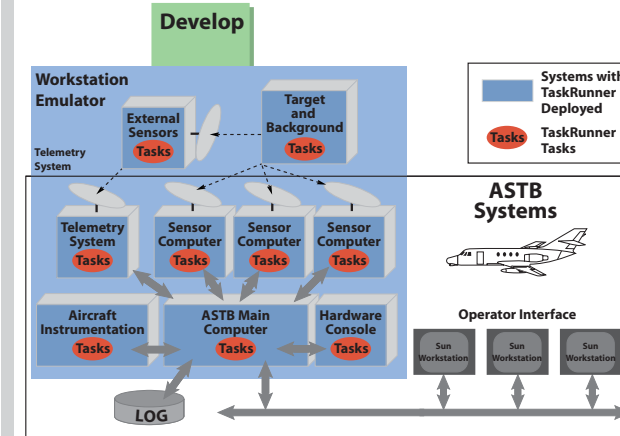 Develop
Workstation
Emulator
External
Sensors
Tasks
Target
and
Background
Tasks
Systems with
TaskRunner
Deployed
Tasks
TaskRunner
Tasks
Telemetry
System
ASTB
Systems
Telemetry
System
Tasks
Sensor
Computer
Tasks
Sensor
Computer
Tasks
Sensor
Computer
Tasks
Aircraft
Instrumentation
Tasks
ASTB Main
Computer
Tasks
Hardware
Console
Tasks
Operator Interface
Sun
Workstation
Sun
Workstation
Sun
Workstation
LOG